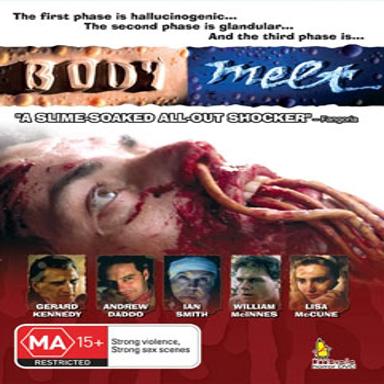 The first phase is hallucinogenic...
The second phase is glandular...
And the third phase is...
BODY melt
"A SLIME-SOAKED ALL-OUT SHOCKER" -Fangoria
GERARD KENNEDY
ANDREW DADDO
IAN SMITH
WILLIAM McINNES
LISA McCUNE
MA 15+
RESTRICTED
Strong violence,
Strong sex scenes